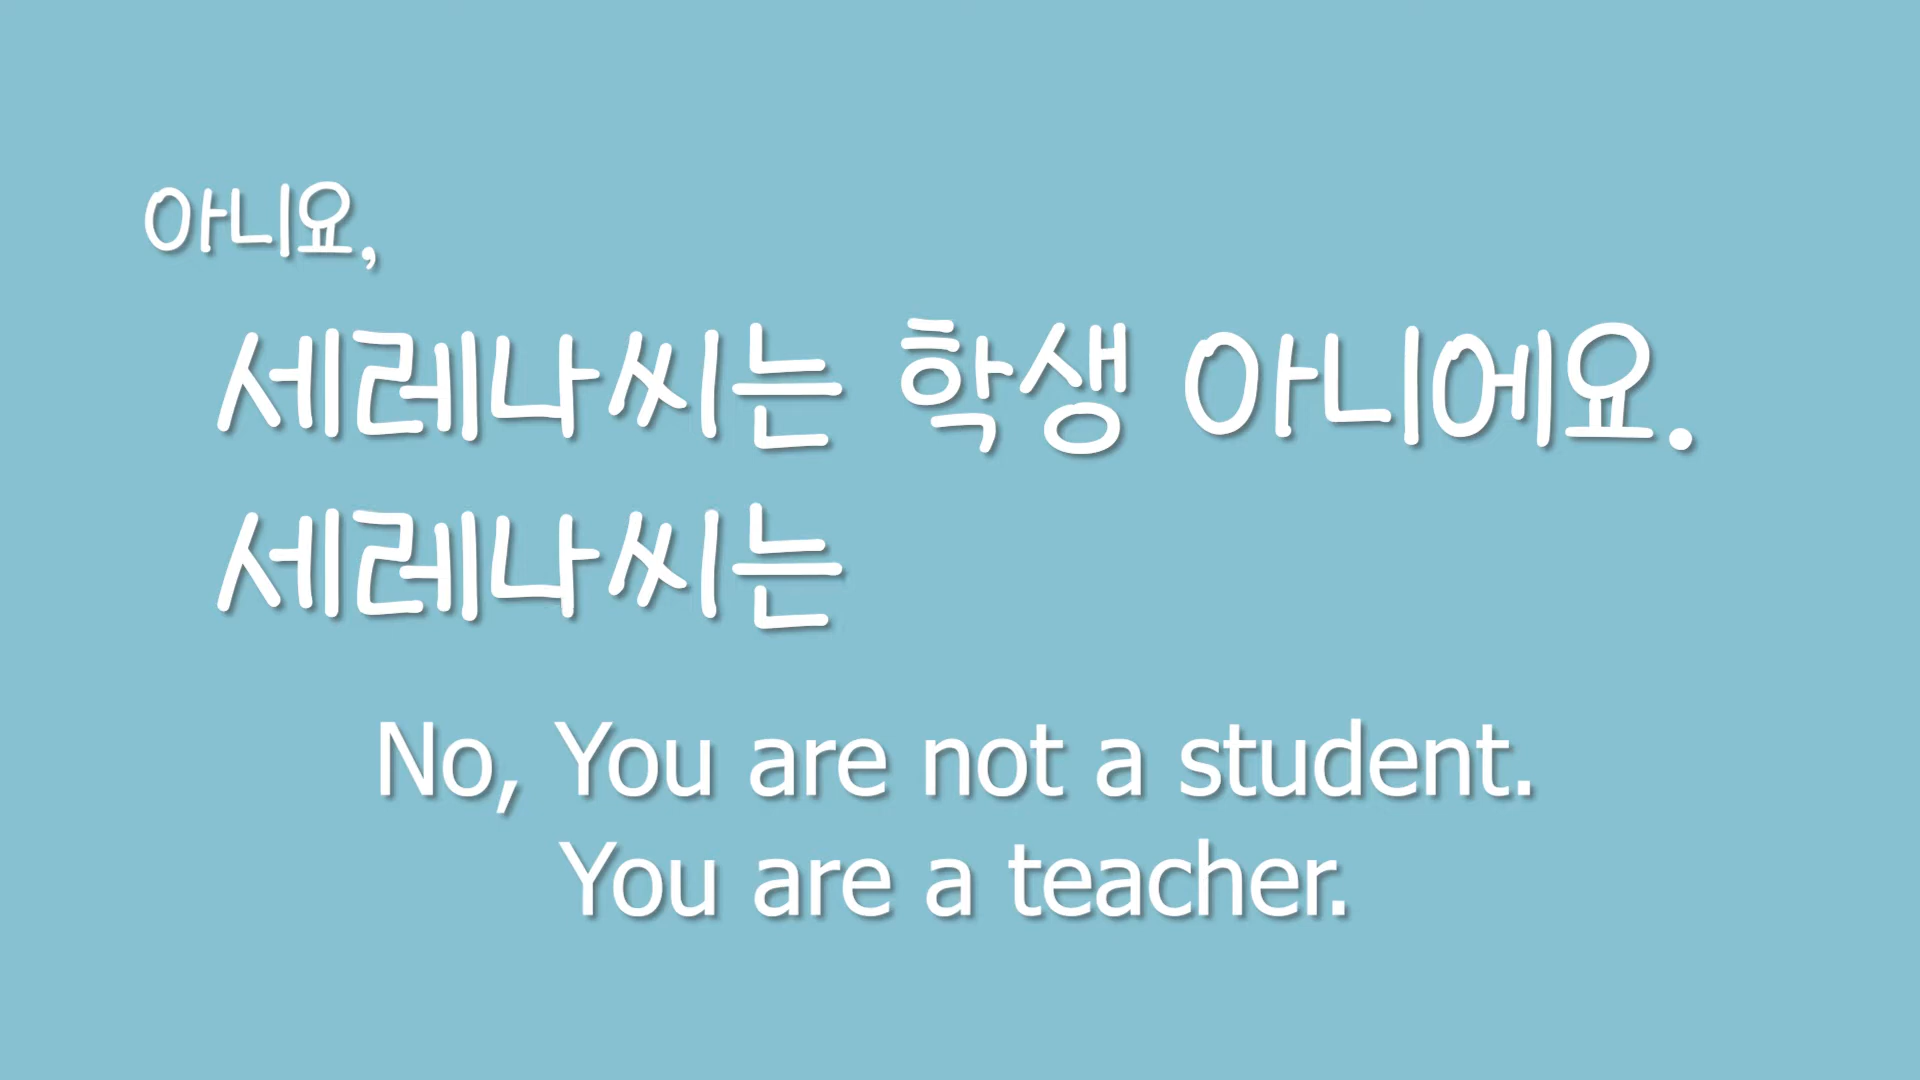 아니요,
세레나씨는 학생 아니에요.
세레나씨는
No, You are not a student.
You are a teacher.